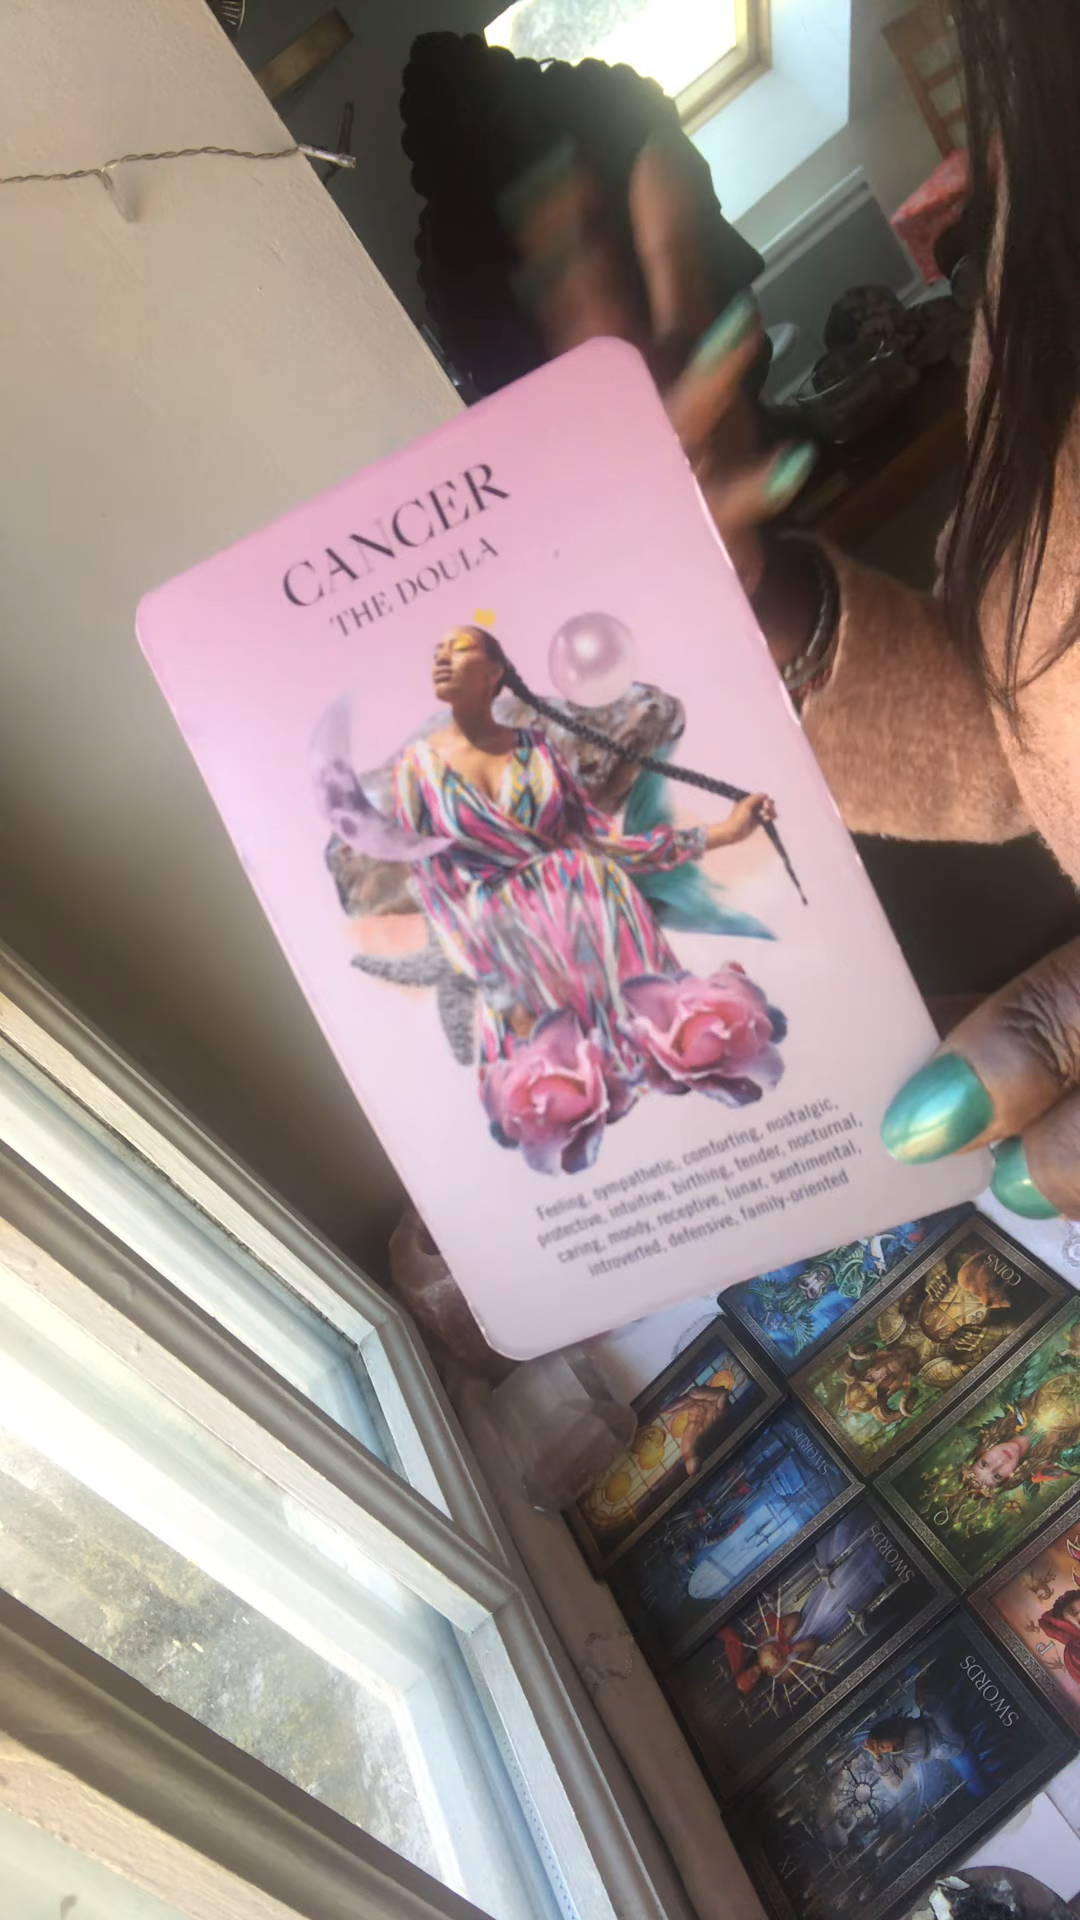 CANCER
THE DOULA
Feeling, sympathetic, comforting, nostalgic,
protective, intuitive, birthing, tender, nocturnal,
caring, moody, receptive, lunar, sentimental,
introverted, defensive, family-oriented
COINS
SWORDS
Q
SWORDS
P
SWORDS
IX